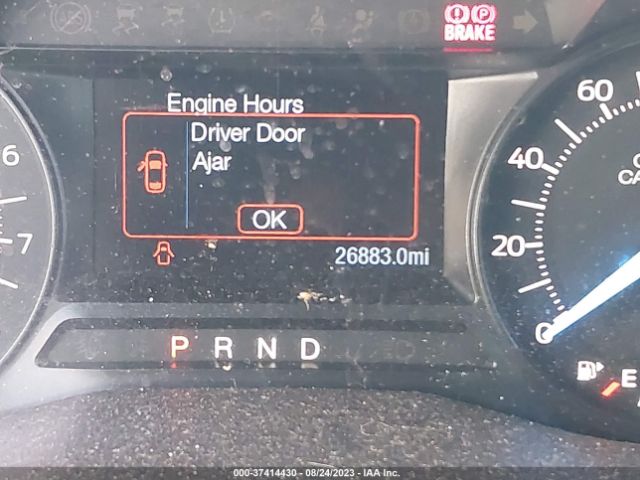 BRAKE
Engine Hours
Driver Door
Ajar
OK
26883.0mi
P R N D
6
7
60
40
20
0
E
000-37414430 - 08/24/2023 - IAA Inc.